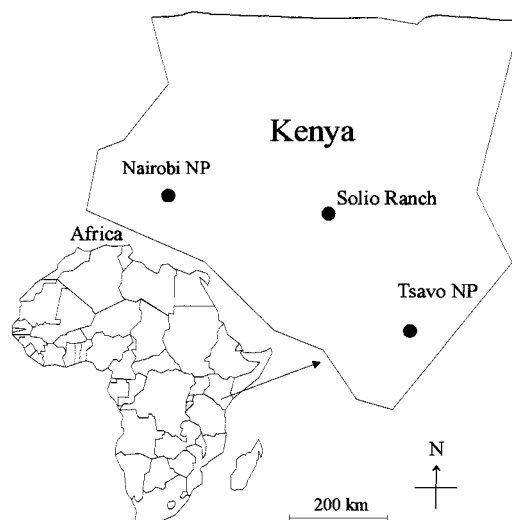 Kenya
Nairobi NP
Solio Ranch
Africa
Tsavo NP
N
200 km